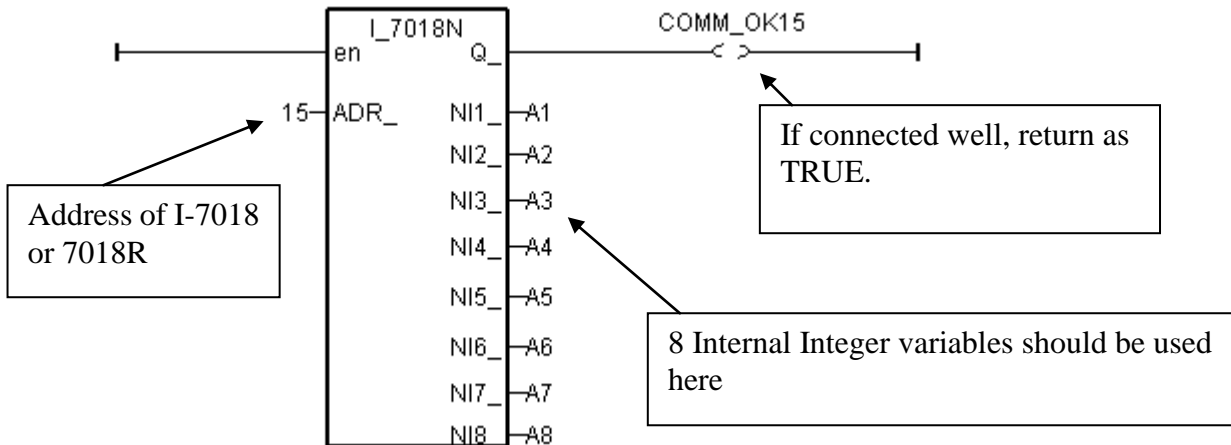 I_7018N
COMM_OK15
en Q_
15 ADR_ NI1_ A1
NI2_ A2
NI3_ A3
NI4_ A4
NI5_ A5
NI6_ A6
NI7_ A7
NI8 A8
If connected well, return as
TRUE.
Address of I-7018
or 7018R
8 Internal Integer variables should be used
here